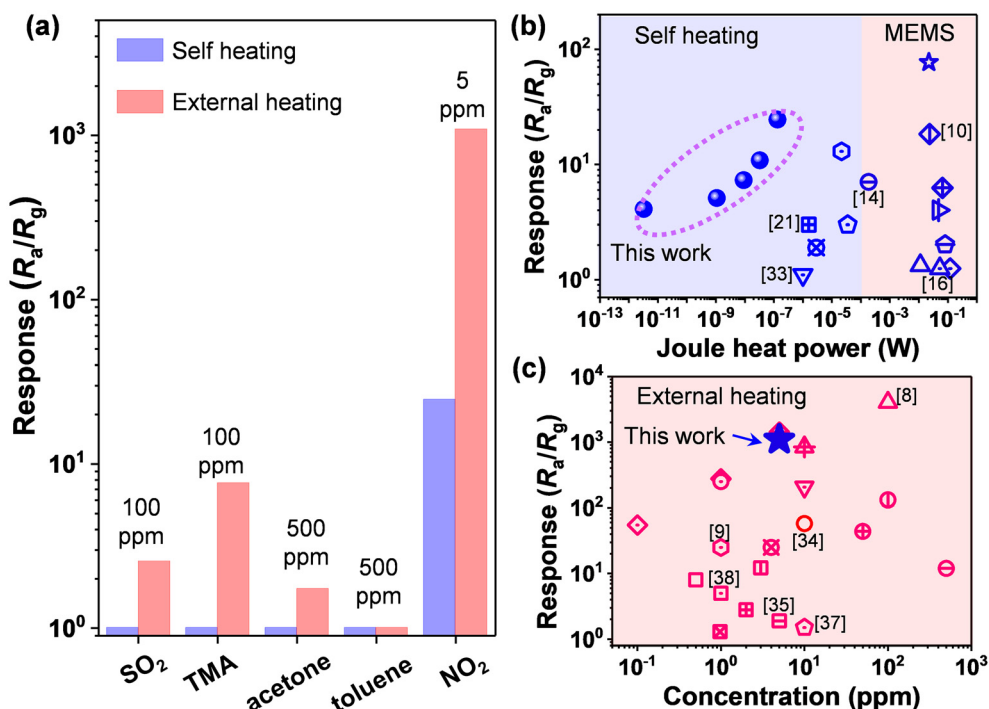 (a)
Self heating
External heating
5
ppm
100
ppm
100
ppm
500
ppm
500
ppm
10³
10²
10¹
10⁰
Response (Rₐ/R_g)
SO₂
TMA
acetone
toluene
NO₂
(b)
Self heating
MEMS
[10]
[14]
[21]
This work
[33]
[16]
10²
10¹
10⁰
Response (Rₐ/R_g)
10-13
10-11
10-9
10-7
10-5
10-3
10-1
Joule heat power (W)
(c)
External heating
[8]
This work
[9]
[34]
[38]
[35]
[37]
10⁴
10³
10²
10¹
10⁰
Response (Rₐ/R_g)
10⁻¹
10⁰
10¹
10²
10³
Concentration (ppm)